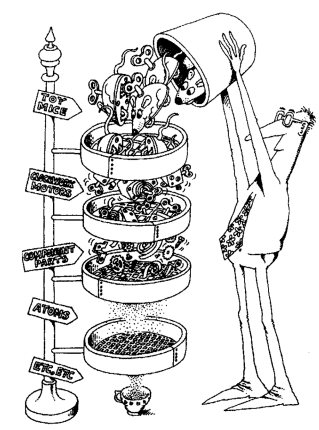 TOY
MICE
CLOCKWORK
MOTORS
COMPONENT
PARTS
ATOMS
ETC, ETC